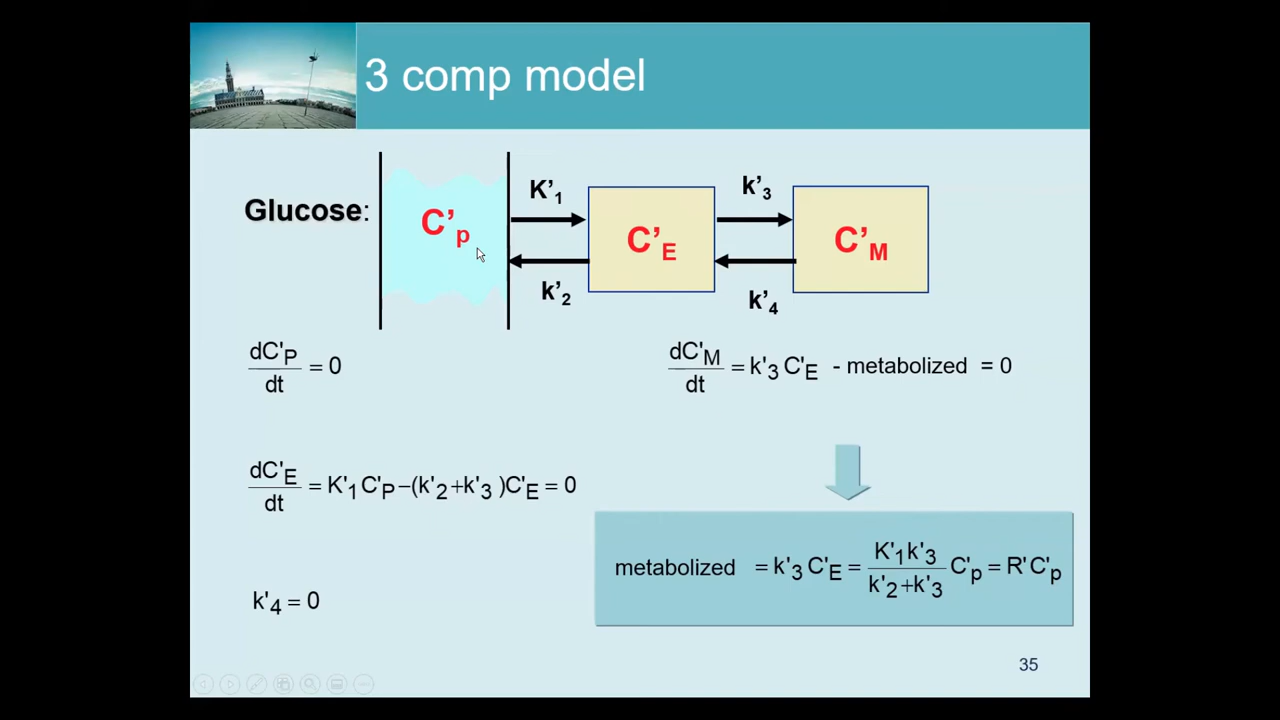 3 comp model
Glucose:
C'p
K'1
k'2
C'E
k'3
k'4
C'M
dC'P/dt = 0
dC'M/dt = k'3 C'E - metabolized = 0
dC'E/dt = K'1 C'P–(k'2+k'3 )C'E = 0
metabolized = k'3 C'E = K'1k'3/k'2+k'3 C'p = R'C'p
k'4 = 0
35